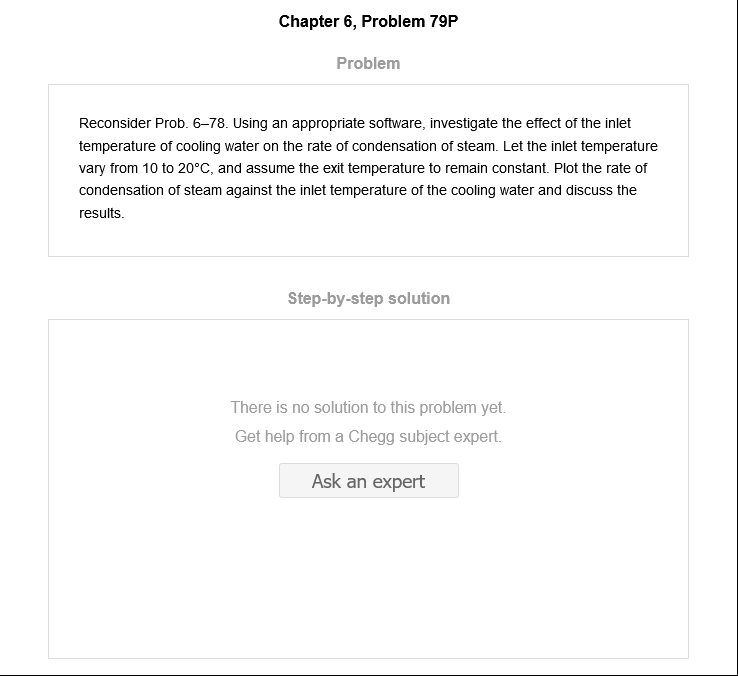 Chapter 6, Problem 79P
Problem
Reconsider Prob. 6–78. Using an appropriate software, investigate the effect of the inlet
temperature of cooling water on the rate of condensation of steam. Let the inlet temperature
vary from 10 to 20°C, and assume the exit temperature to remain constant. Plot the rate of
condensation of steam against the inlet temperature of the cooling water and discuss the
results.
Step-by-step solution
There is no solution to this problem yet.
Get help from a Chegg subject expert.
Ask an expert